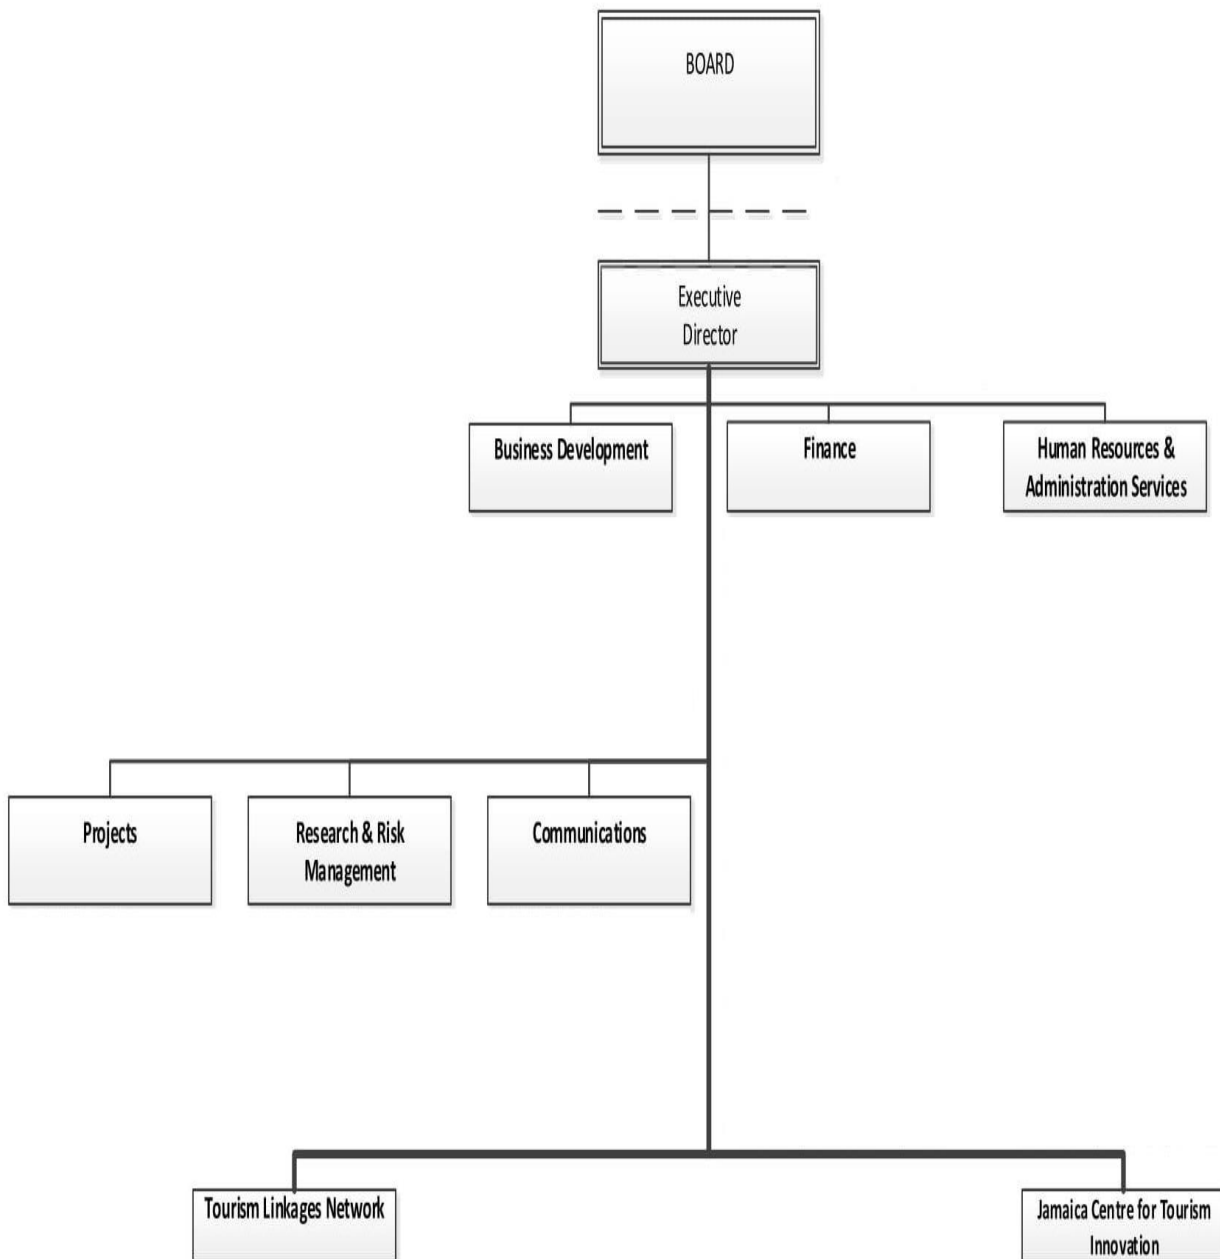 BOARD
Executive
Director
Business Development
Finance
Human Resources &
Administration Services
Projects
Research & Risk
Management
Communications
Tourism Linkages Network
Jamaica Centre for Tourism
Innovation